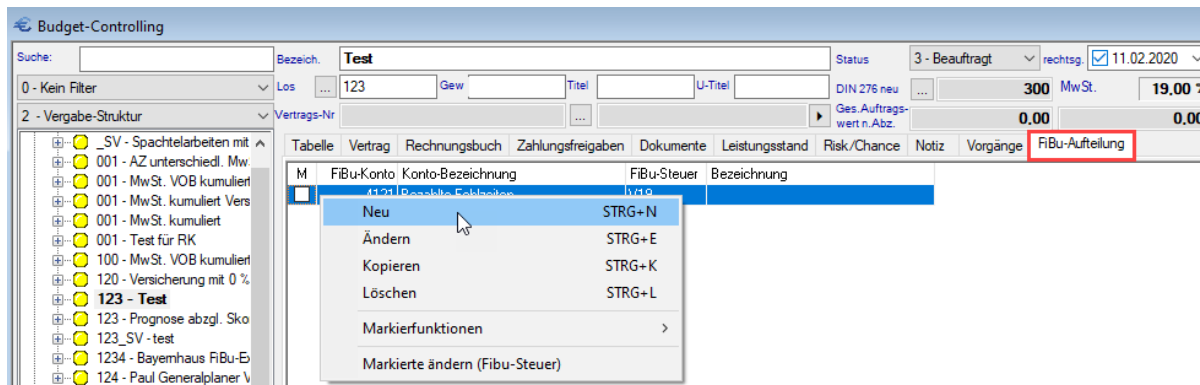 Budget-Controlling
Suche: Bezeich. Test Status 3 - Beauftragt rechtsg. 11.02.2020
0 - Kein Filter Los ... 123 Gew Titel U-Titel DIN 276 neu ... 300 MwSt. 19,00
2 - Vergabe-Struktur Vertrags-Nr ... Ges.Auftrags-wert n.Abz. 0,00 0,00
_SV - Spachtelarbeiten mit Tabelle Vertrag Rechnungsbuch Zahlungsfreigaben Dokumente Leistungsstand Risk/Chance Notiz Vorgänge FiBu-Aufteilung
001 - AZ unterschiedl. Mw
001 - MwSt. VOB kumuliert M FiBu-Konto Konto-Bezeichnung FiBu-Steuer Bezeichnung
001 - MwSt. kumuliert Vers 4121 Bezahlte Fehlzeiten V19
001 - MwSt. kumuliert Neu STRG+N
001 - Test für RK Ändern STRG+E
100 - MwSt. VOB kumuliert Kopieren STRG+K
120 - Versicherung mit 0 % Löschen STRG+L
123 - Test
123 - Prognose abzgl. Sko Markierfunktionen
123_SV - test
1234 - Bayernhaus FiBu-Ex Markierte ändern (Fibu-Steuer)
124 - Paul Generalplaner V